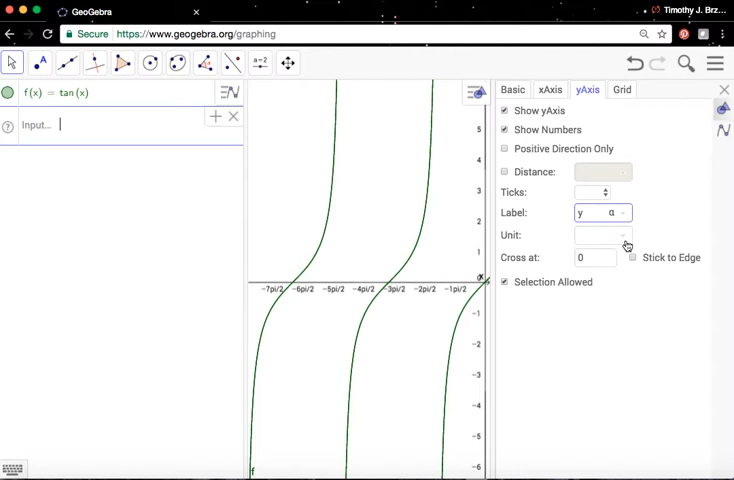 GeoGebra
Timothy J. Brz...
Secure
https://www.geogebra.org/graphing
a=2
f(x) = tan(x)
Input...
Basic
xAxis
yAxis
Grid
Show yAxis
Show Numbers
Positive Direction Only
Distance:
Ticks:
Label: y α
Unit:
Cross at: 0
Stick to Edge
Selection Allowed
5
4
3
2
1
0
x
-7pi/2 -6pi/2 -5pi/2 -4pi/2 -3pi/2 -2pi/2 -1pi/2
-1
-2
-3
-4
-5
-6
f